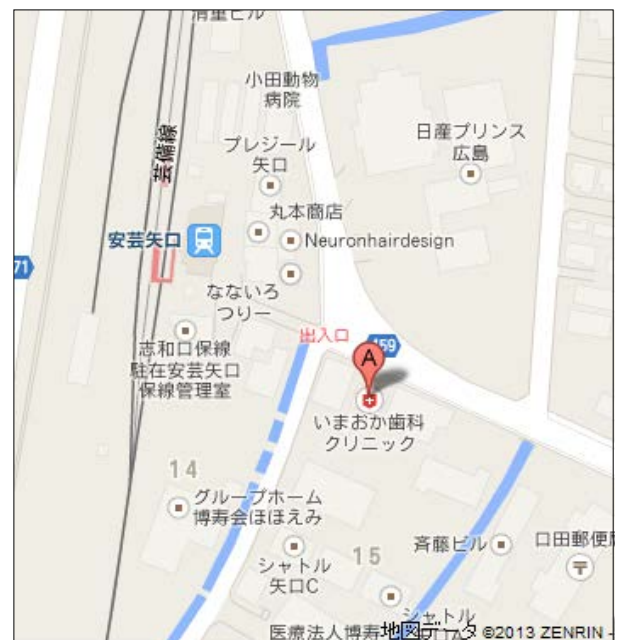 清重ビル
小田動物
病院
日産プリンス
広島
プレジール
矢口
芸備線
丸本商店
安芸矢口
Neuronhairdesign
71
なないろ
つりー
出入口
159
志和口保線
駐在安芸矢口
保線管理室
A
いまおか歯科
クリニック
14
グループホーム
博寿会ほほえみ
斉藤ビル
口田郵便
シャトル
矢口C
15
シャトル
医療法人博寿
地図データ ©2013 ZENRIN -